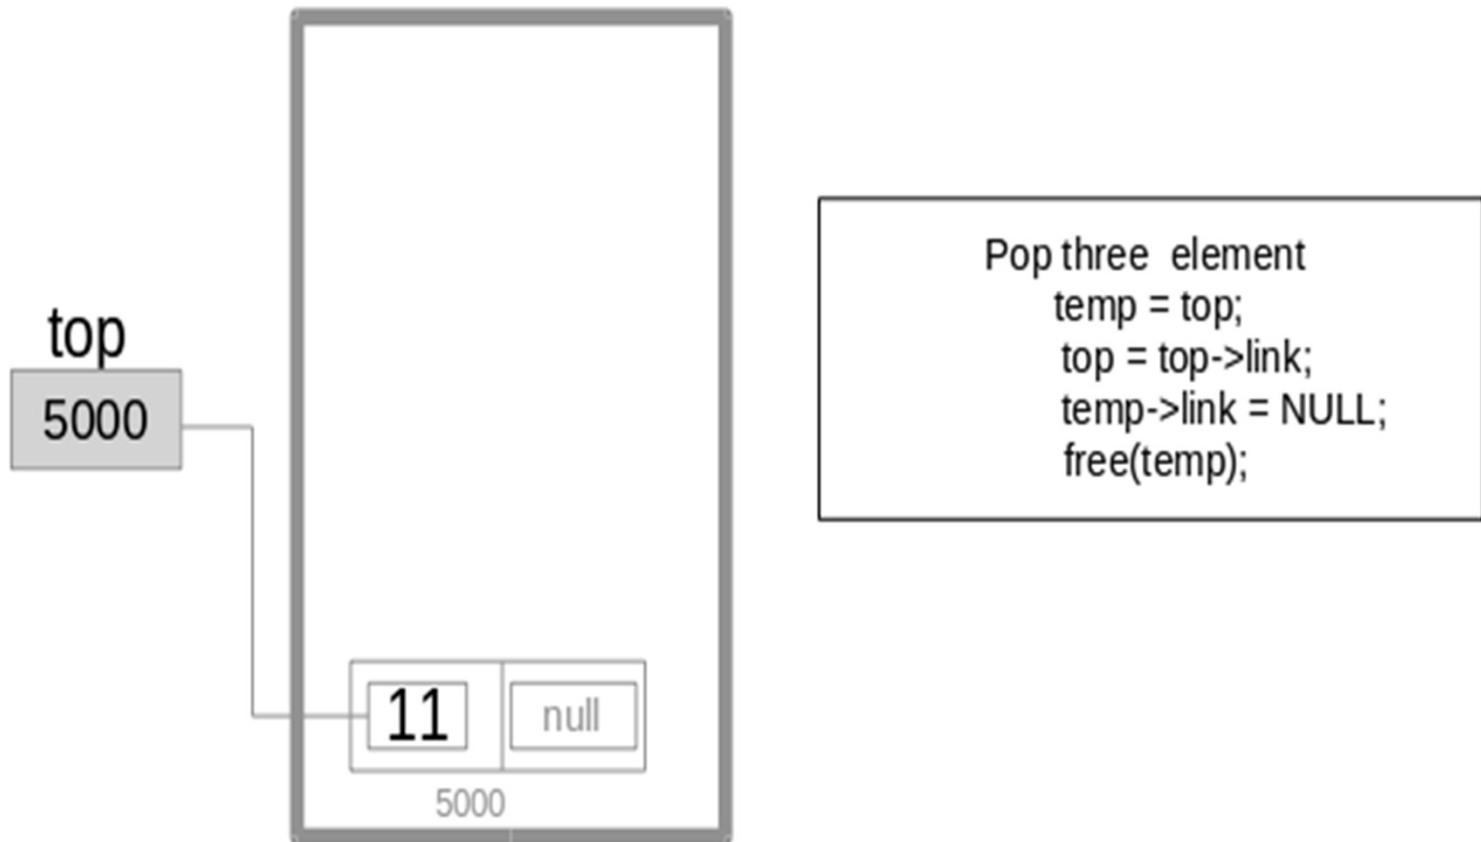 top
5000
11
null
5000
Pop three element
temp = top;
top = top->link;
temp->link = NULL;
free(temp);